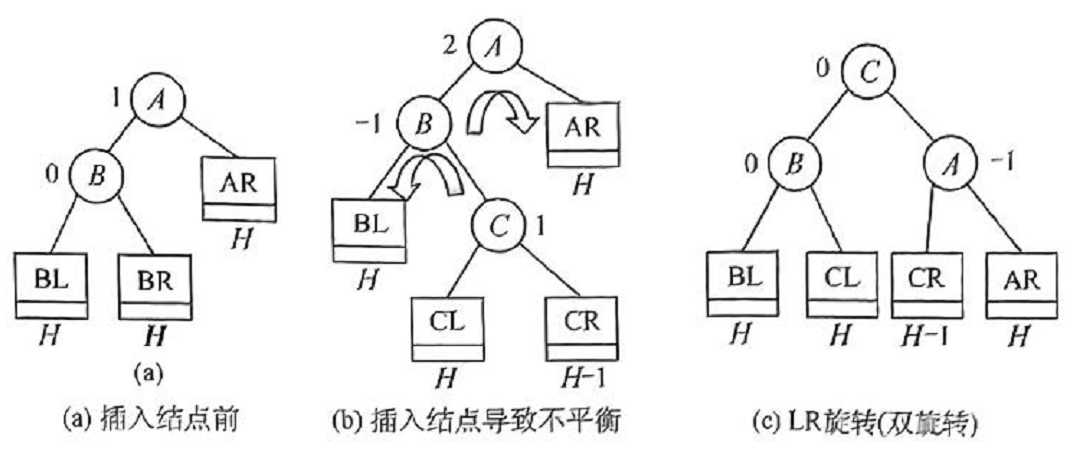 1 A
0 B
AR
H
BL
BR
H
H
(a)
(a) 插入结点前
2 A
-1 B
AR
H
BL
H
C 1
CL
CR
H
H-1
(b) 插入结点导致不平衡
0 C
0 B
A -1
BL
CL
CR
AR
H
H
H-1
H
(c) LR旋转(双旋转)